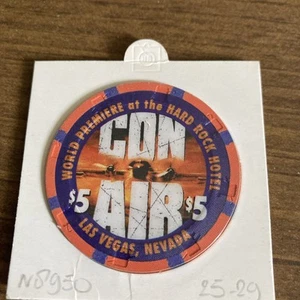 WORLD PREMIERE at the HARD ROCK HOTEL
CON
AIR
$5 $5
LAS VEGAS, NEVADA
N8950 25-29